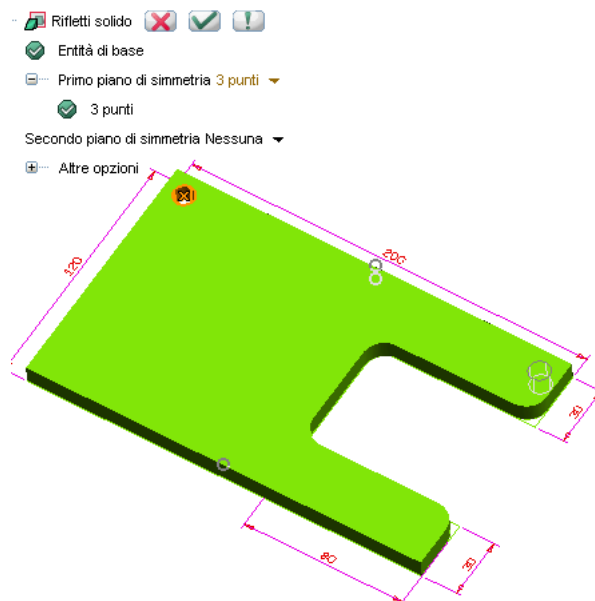 Rifletti solido
Entità di base
Primo piano di simmetria 3 punti
3 punti
Secondo piano di simmetria Nessuna
Altre opzioni
120
200
30
80
30